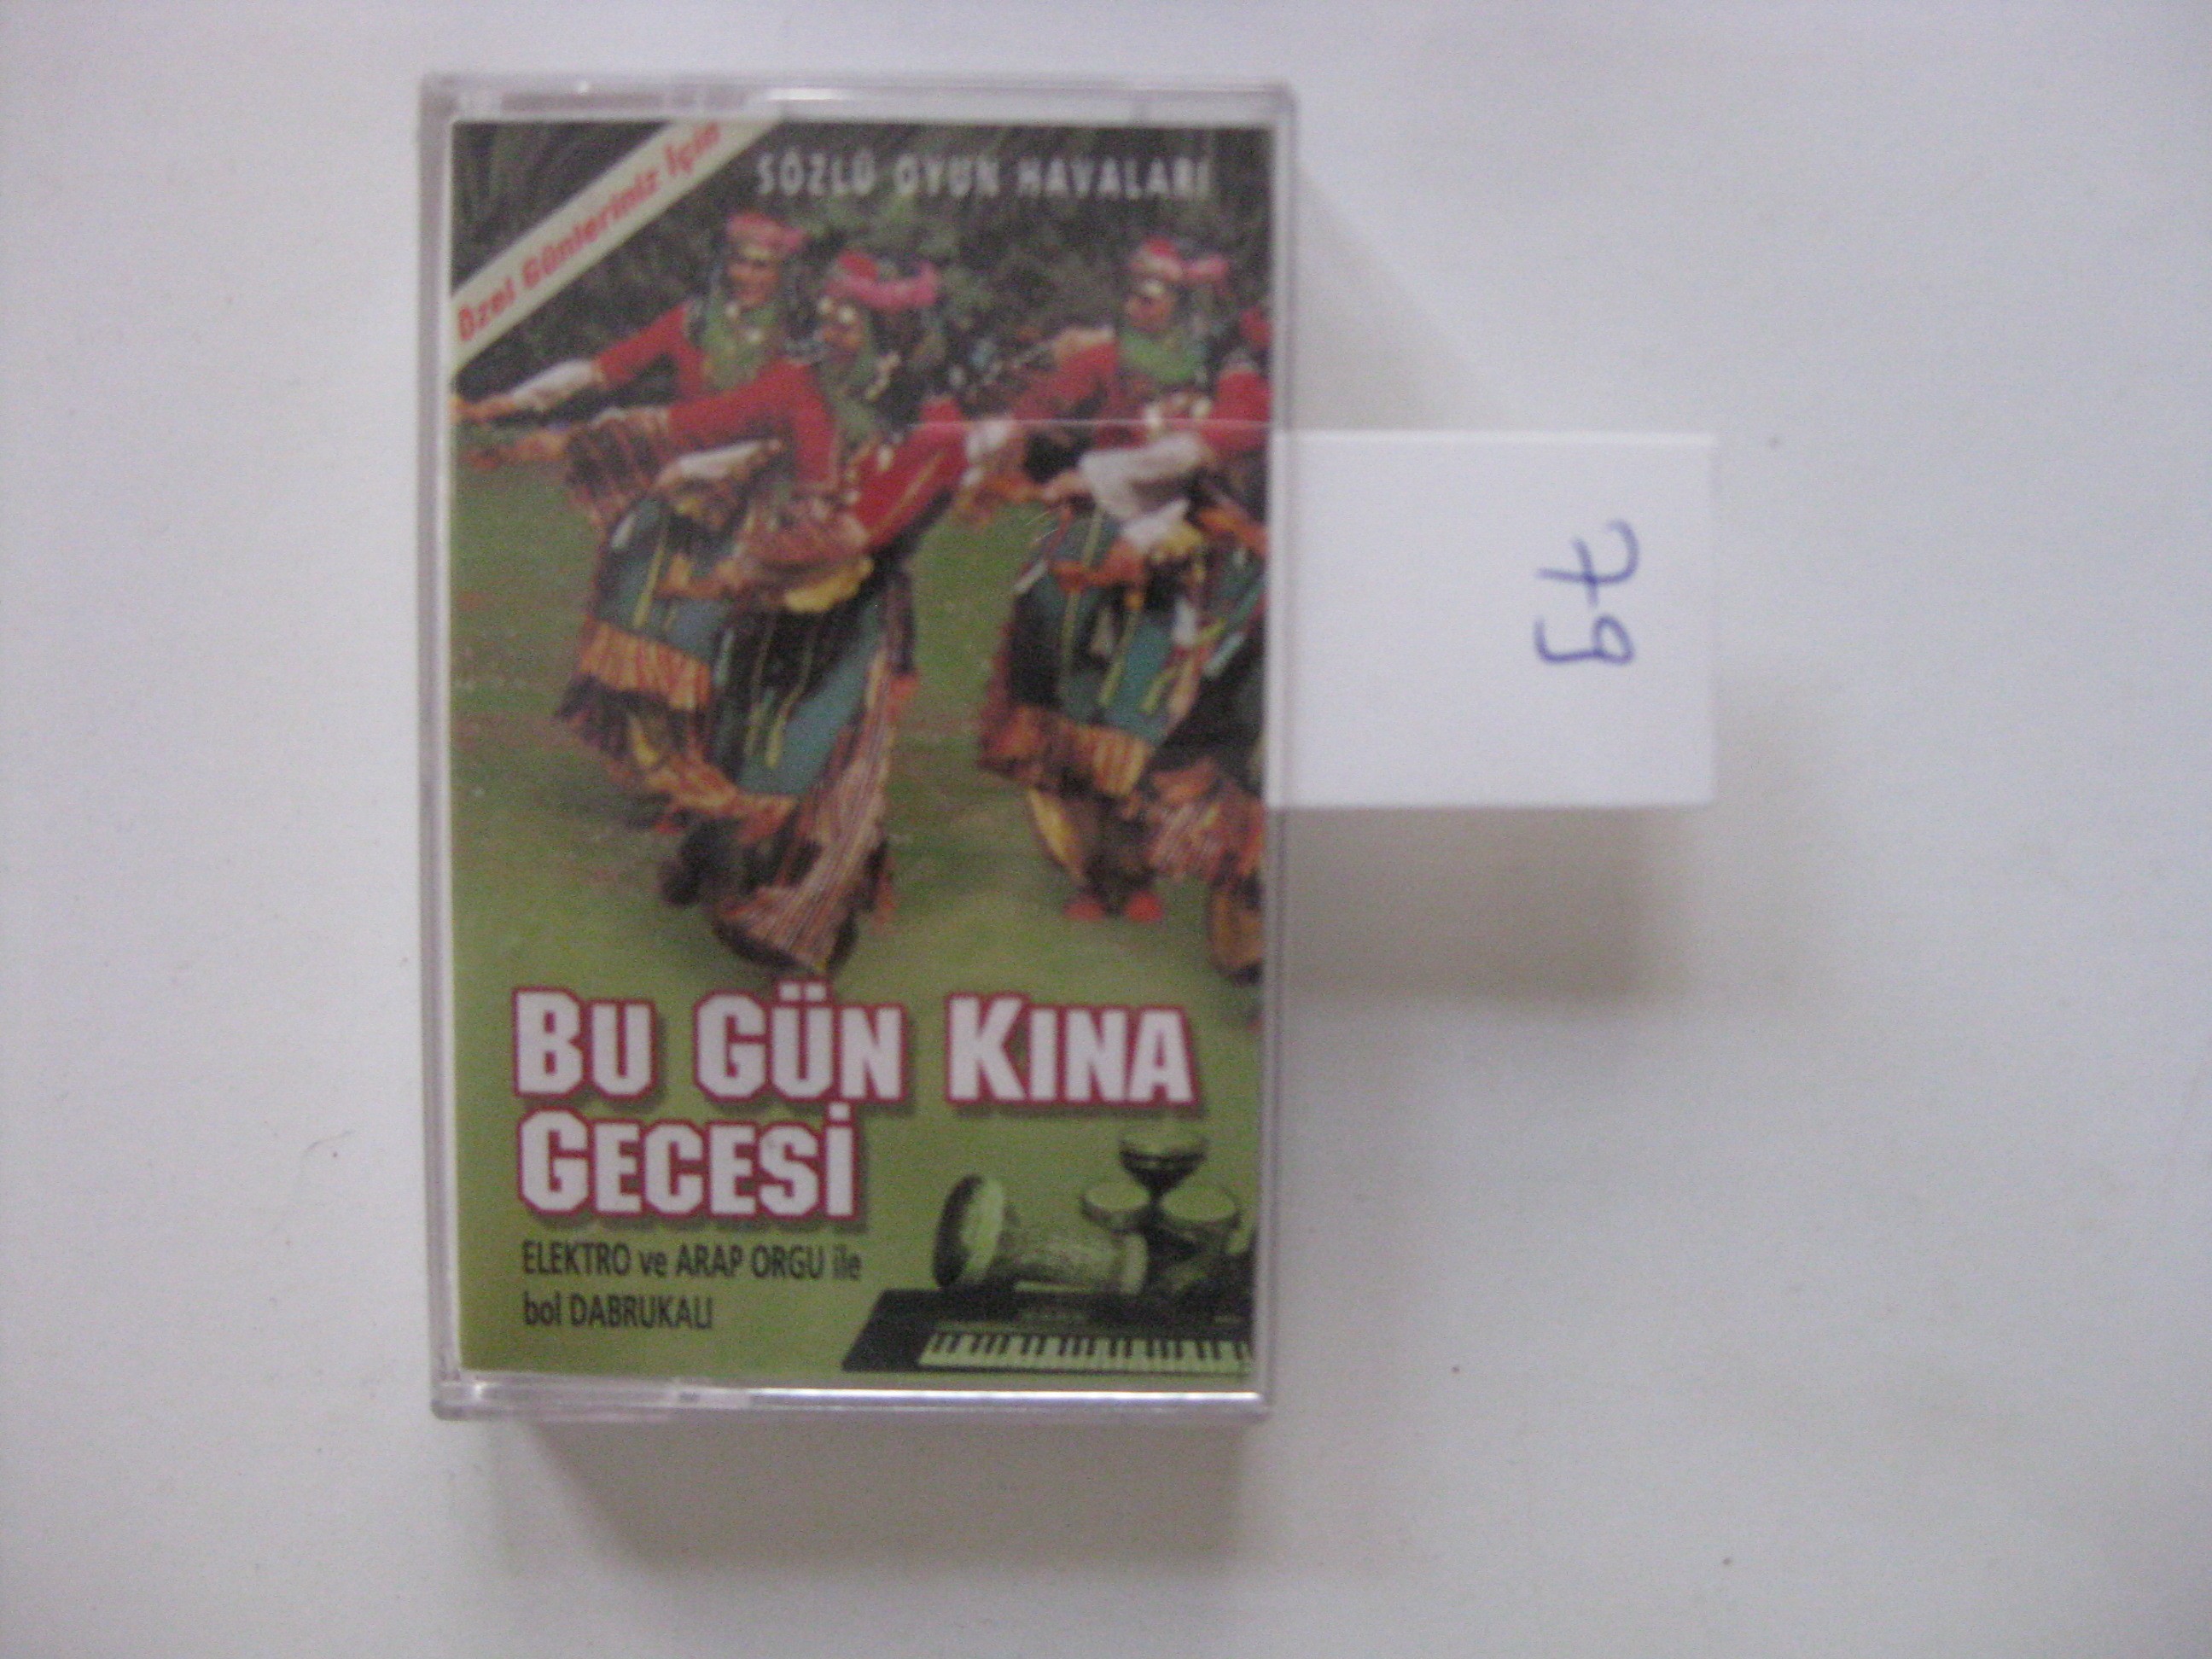 Özel Günleriniz İçin
SÖZLÜ OYUN HAVALARI
79
BU GÜN KINA
GECESİ
ELEKTRO ve ARAP ORGU ile
bol DABRUKALI